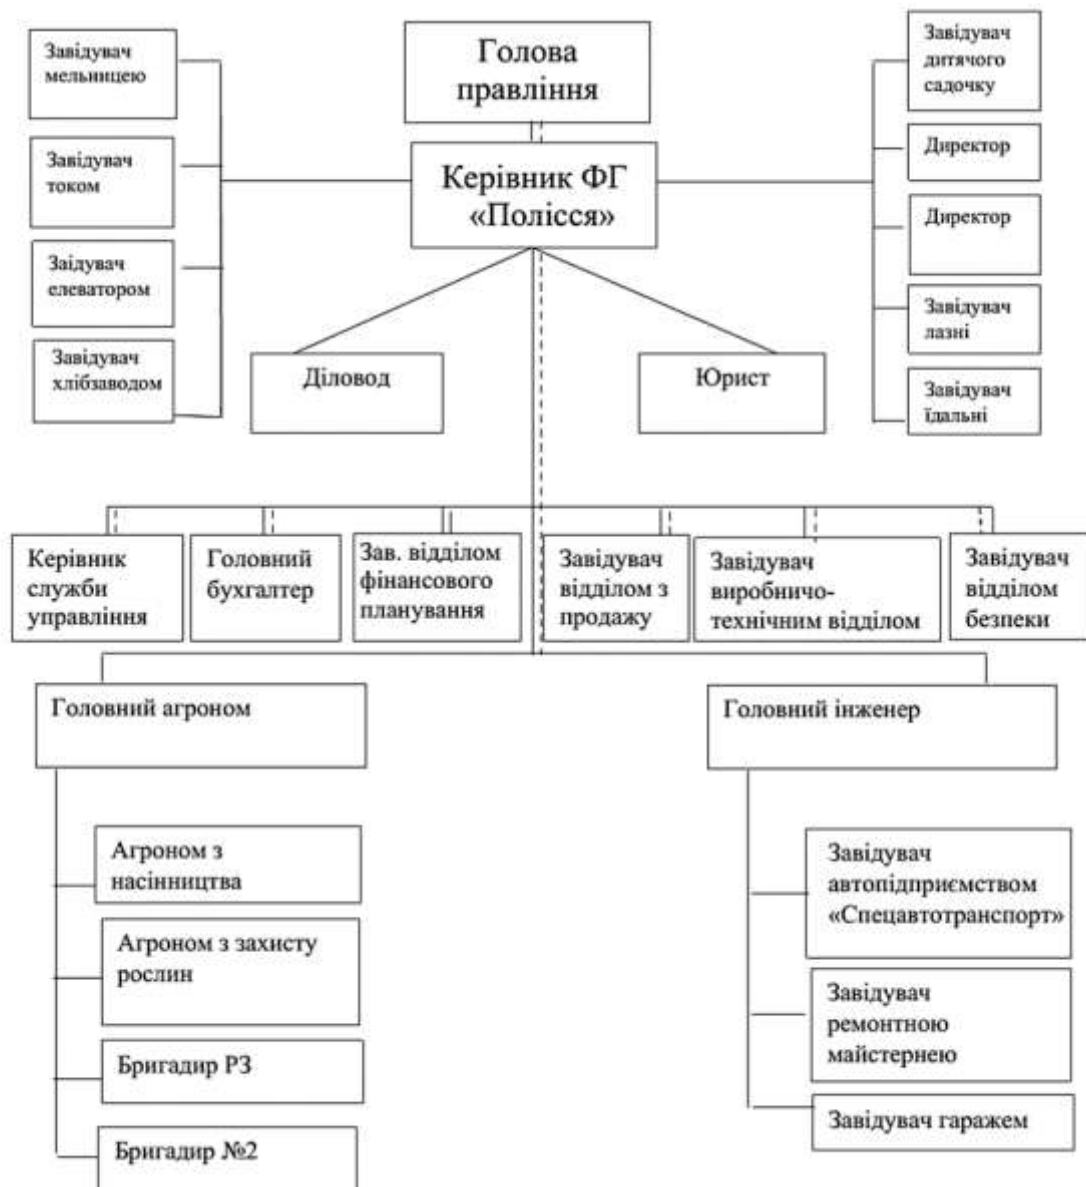 Голова
правління
Керівник ФГ
«Полісся»
Завідувач
мельницею
Завідувач
током
Заідувач
елеватором
Завідувач
хлібзаводом
Завідувач
дитячого
садочку
Директор
Директор
Завідувач
лазні
Завідувач
їдальні
Діловод
Юрист
Керівник
служби
управління
Головний
бухгалтер
Зав. відділом
фінансового
планування
Завідувач
відділом з
продажу
Завідувач
виробничо-
технічним відділом
Завідувач
відділом
безпеки
Головний агроном
Агроном з
насінництва
Агроном з захисту
рослин
Бригадир РЗ
Бригадир №2
Головний інженер
Завідувач
автопідприємством
«Спецавтотранспорт»
Завідувач
ремонтною
майстернею
Завідувач гаражем